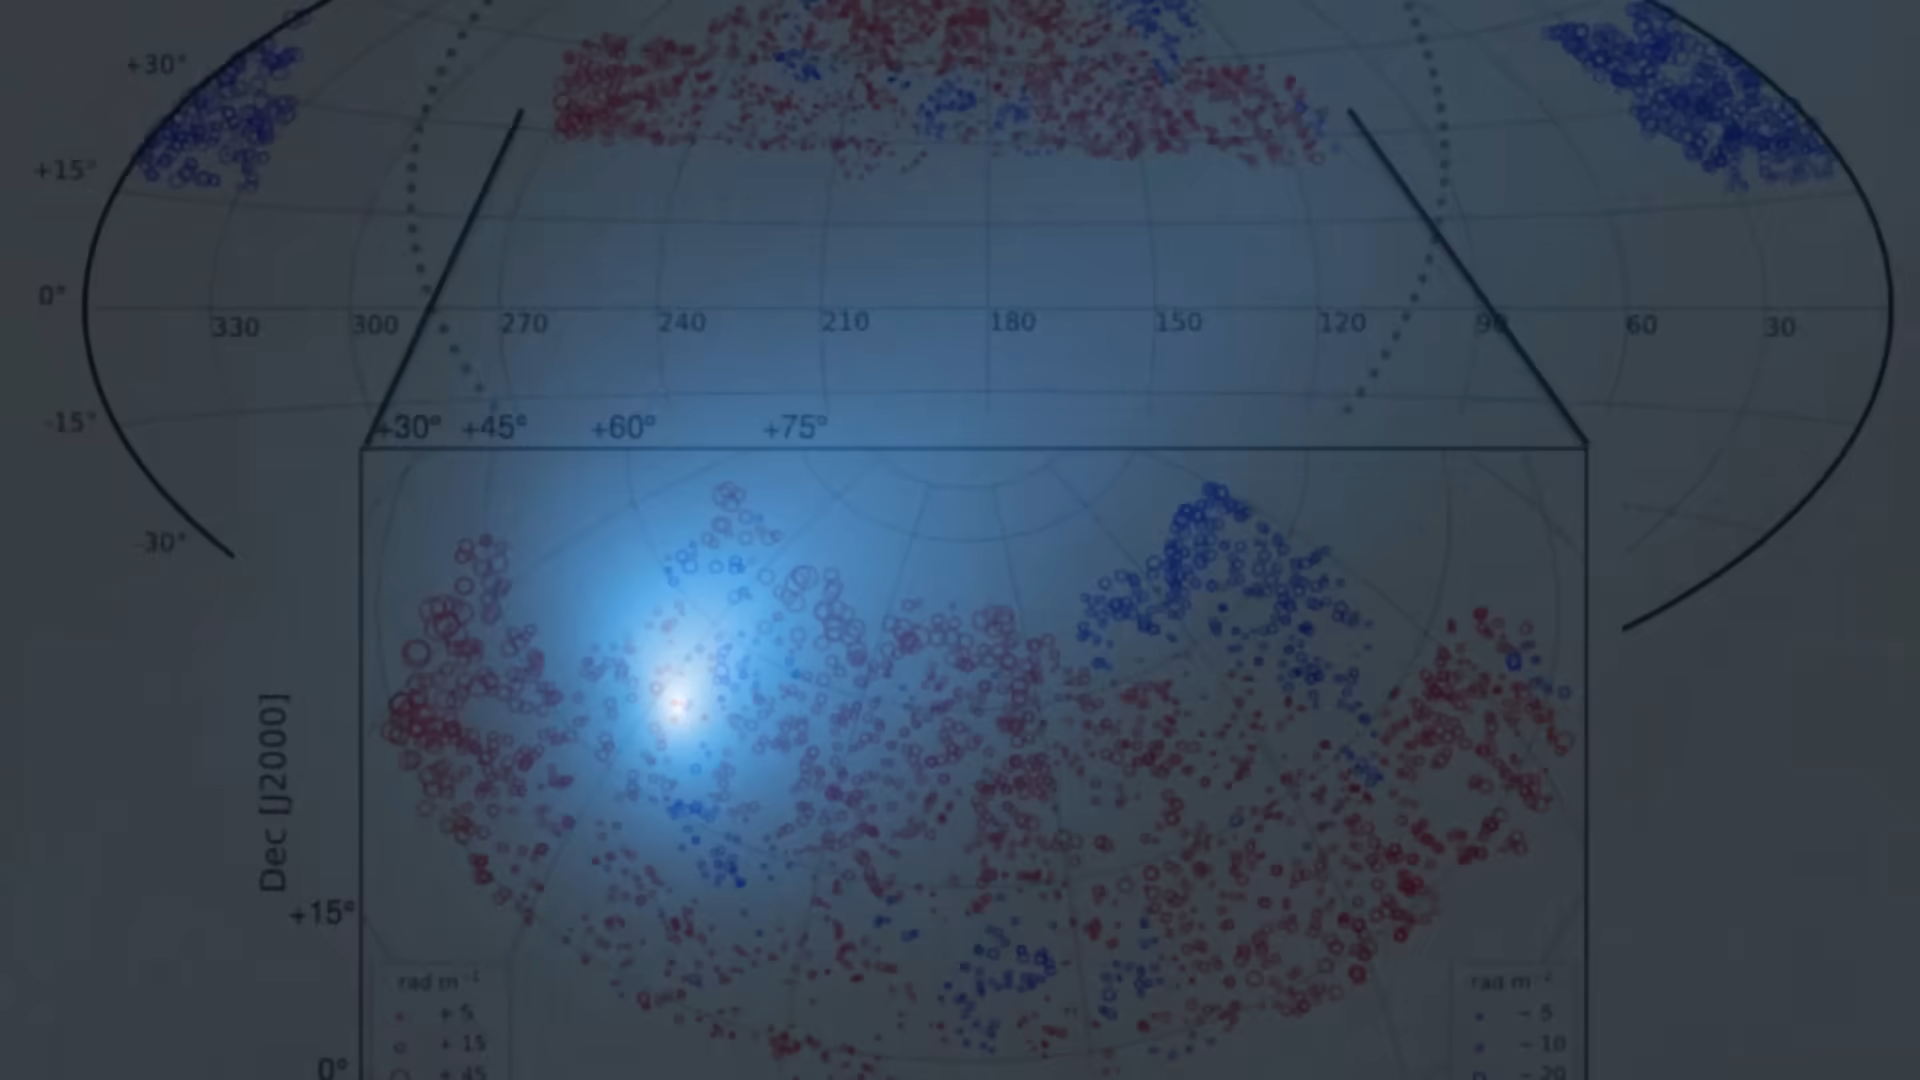 +30°
+15°
0°
330 300 270 240 210 180 150 120 90 60 30
-15°
+30° +45° +60° +75°
-30°
Dec [J2000]
+15°
rad m⁻²
+ 5
+ 15
+ 45
0°
rad m⁻
- 5
- 10
- 20